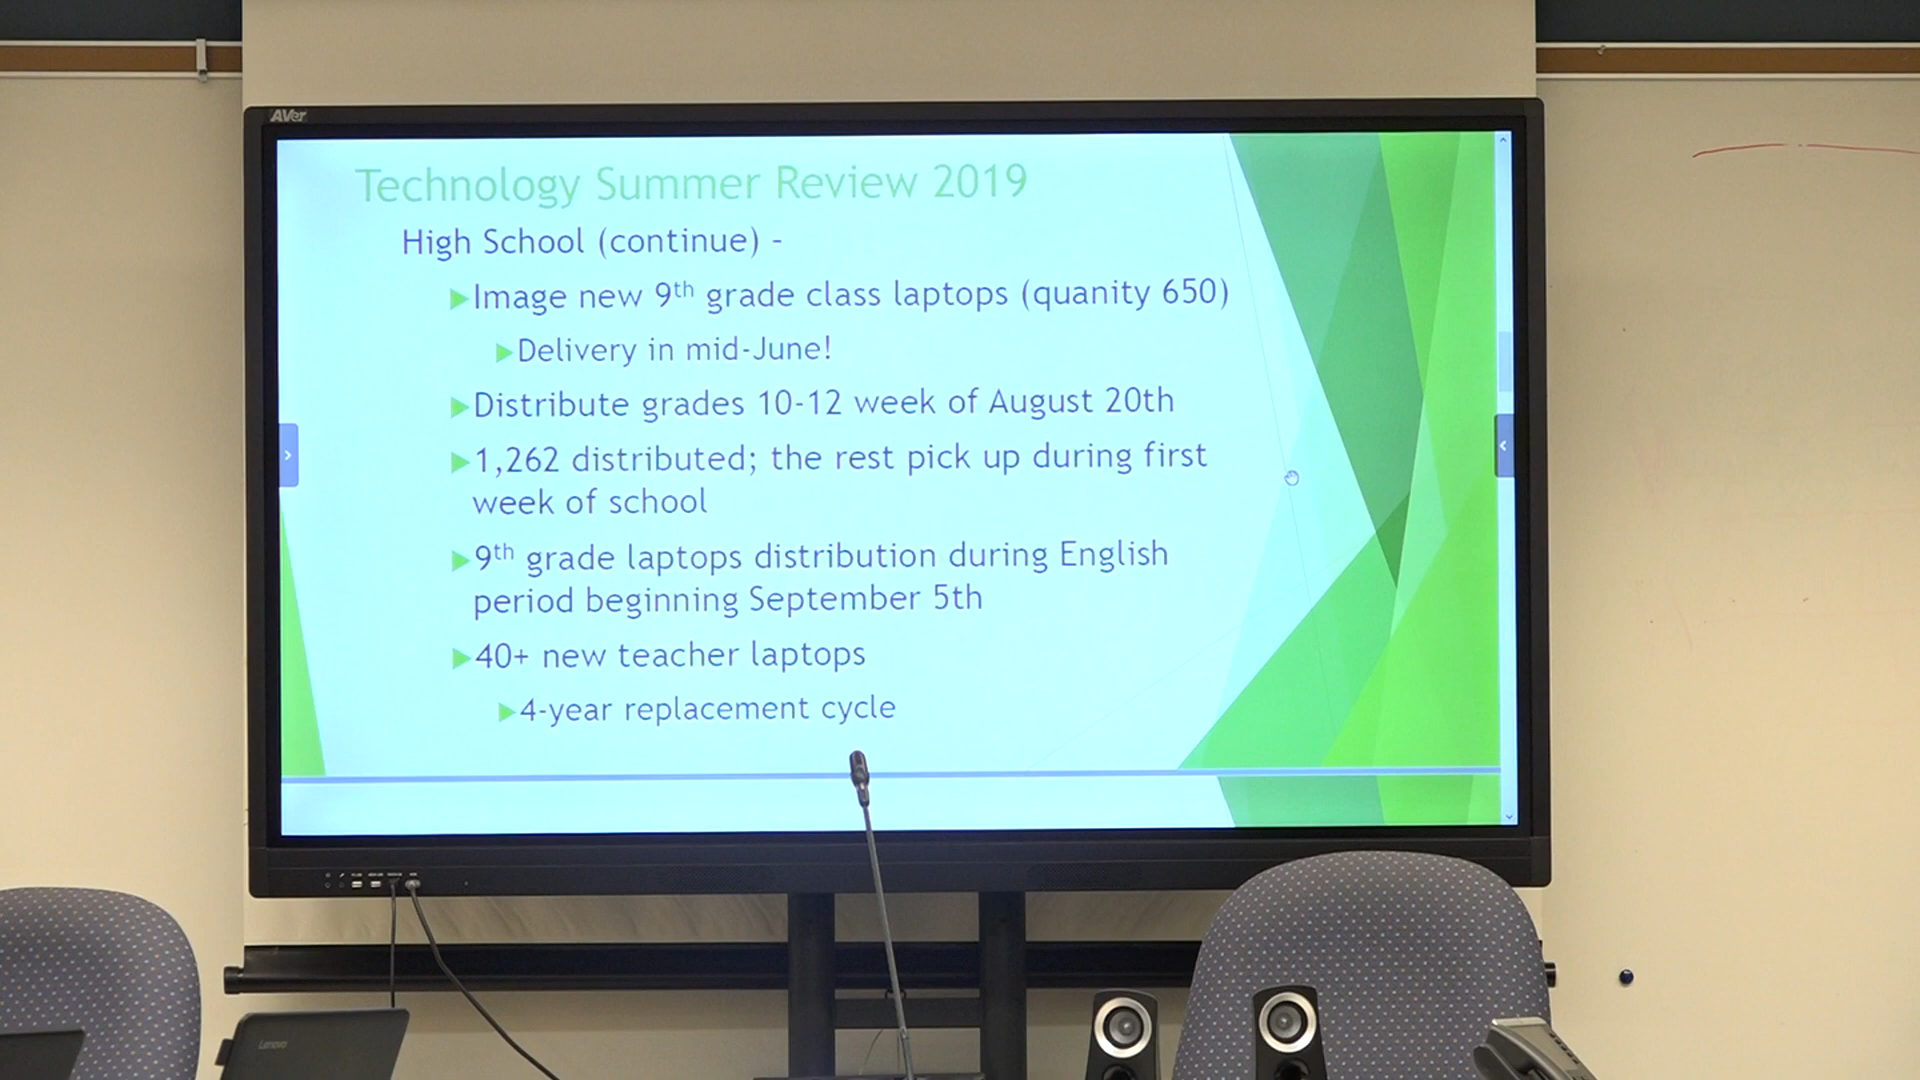 AVer
Technology Summer Review 2019
High School (continue) -
Image new 9th grade class laptops (quanity 650)
Delivery in mid-June!
Distribute grades 10-12 week of August 20th
1,262 distributed; the rest pick up during first
week of school
9th grade laptops distribution during English
period beginning September 5th
40+ new teacher laptops
4-year replacement cycle
Lenovo